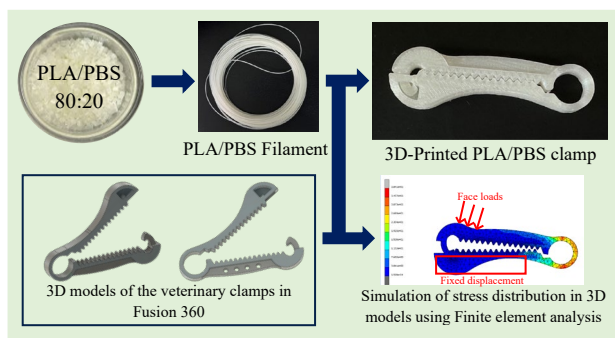 PLA/PBS
80:20
PLA/PBS Filament
3D-Printed PLA/PBS clamp
3D models of the veterinary clamps in
Fusion 360
Face loads
Fixed displacement
Simulation of stress distribution in 3D
models using Finite element analysis